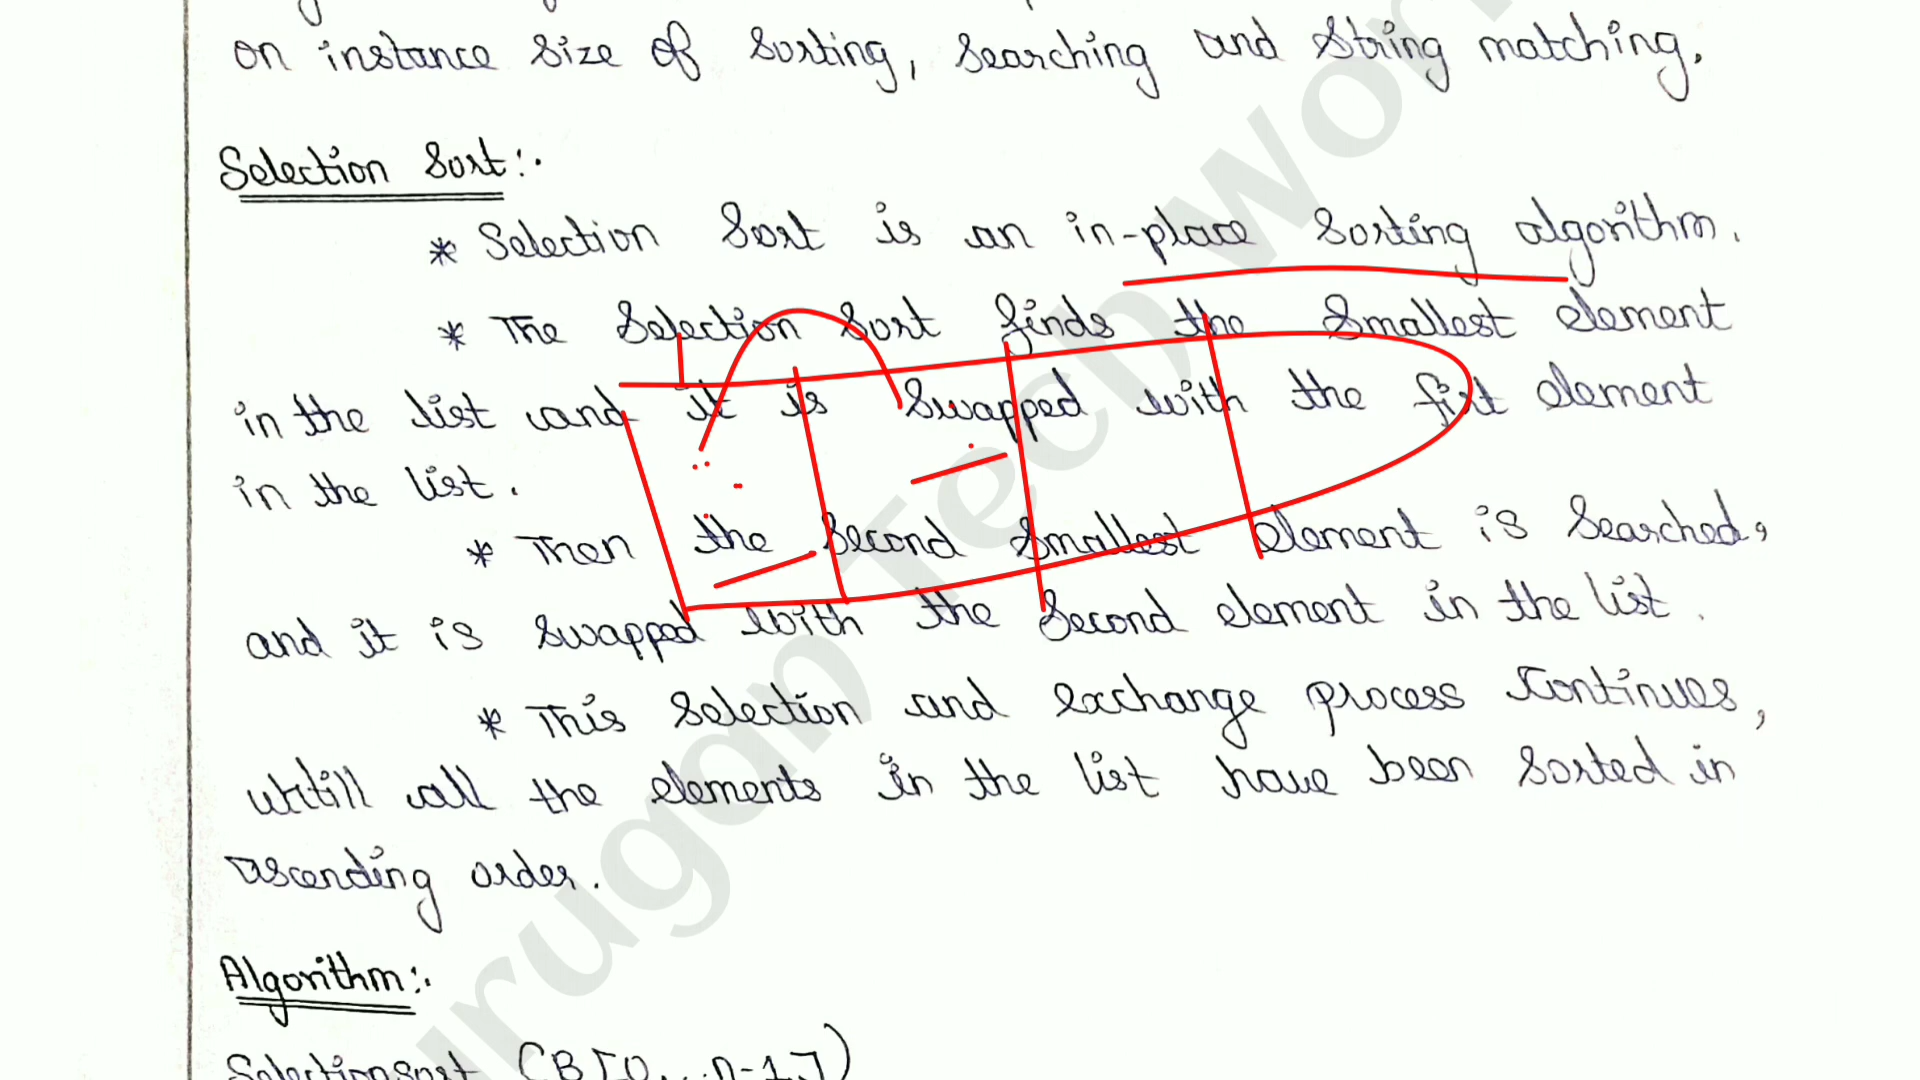 on instance size of sorting, searching and string matching.
Selection Sort:-
* Selection Sort is an in-place sorting algorithm.
* The Selection sort finds the smallest element
in the list and it is swapped with the first element
in the list.
* Then the second smallest element is searched,
and it is swapped with the second element in the list.
* This selection and exchange process continues,
untill all the elements in the list have been sorted in
ascending order.
Algorithm:-
Selectionsort (B[0...n-1])